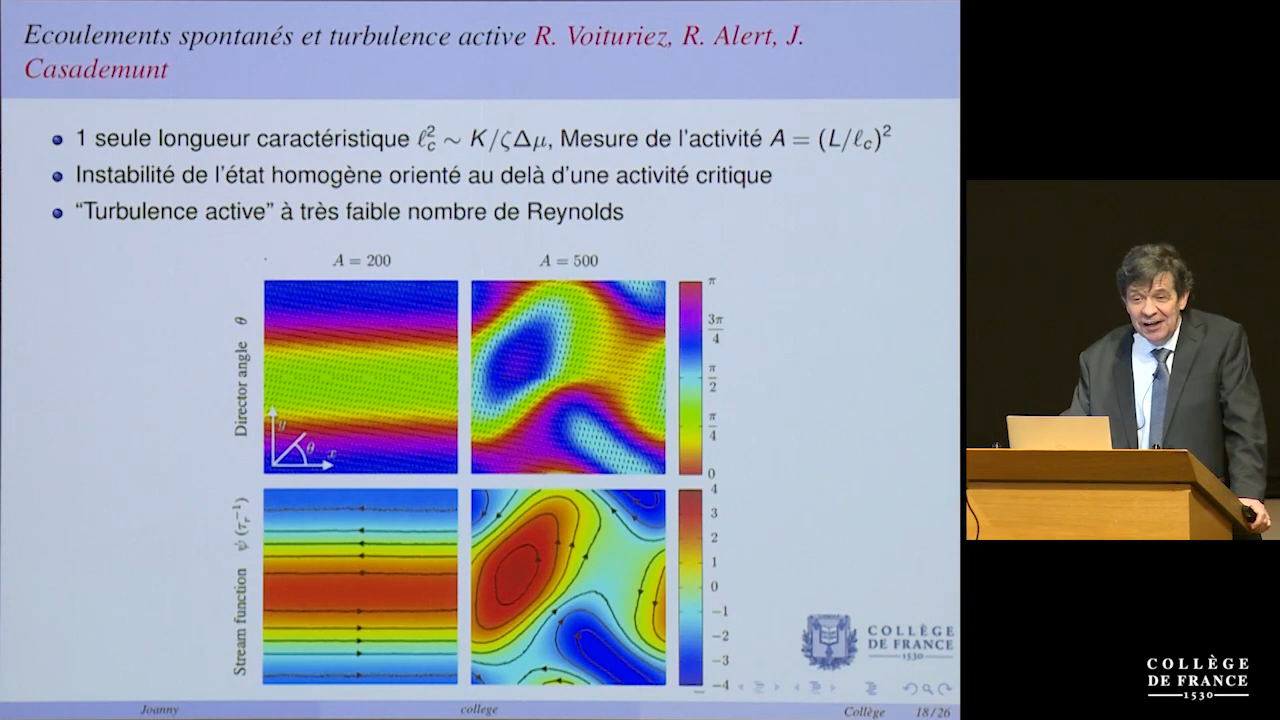 Ecoulements spontanés et turbulence active R. Voituriez, R. Alert, J.
Casademunt
1 seule longueur caractéristique ℓc² ∼ K/ζΔμ, Mesure de l'activité A = (L/ℓc)²
Instabilité de l'état homogène orienté au delà d'une activité critique
“Turbulence active” à très faible nombre de Reynolds
A = 200
A = 500
Director angle θ
y
θ
x
π
3π/4
π/2
π/4
0
Stream function ψ (τr⁻¹)
4
3
2
1
0
−1
−2
−3
−4
COLLÈGE
DE FRANCE
1530
Joanny
college
Collège
18/26
COLLÈGE
DE FRANCE
1530